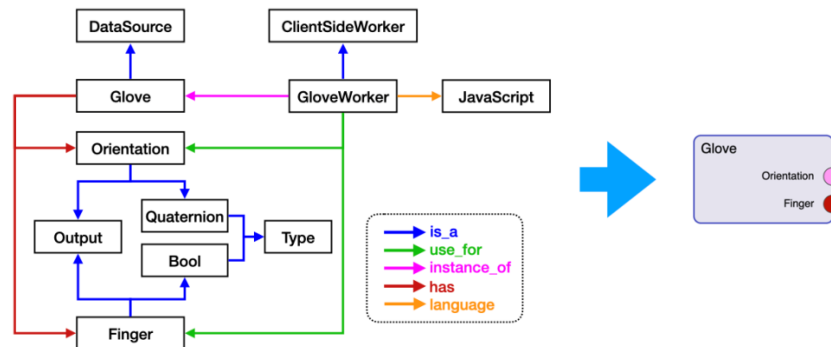 DataSource
ClientSideWorker
Glove
GloveWorker
JavaScript
Orientation
Quaternion
Output
Type
Bool
Finger
is_a
use_for
instance_of
has
language
Glove
Orientation
Finger